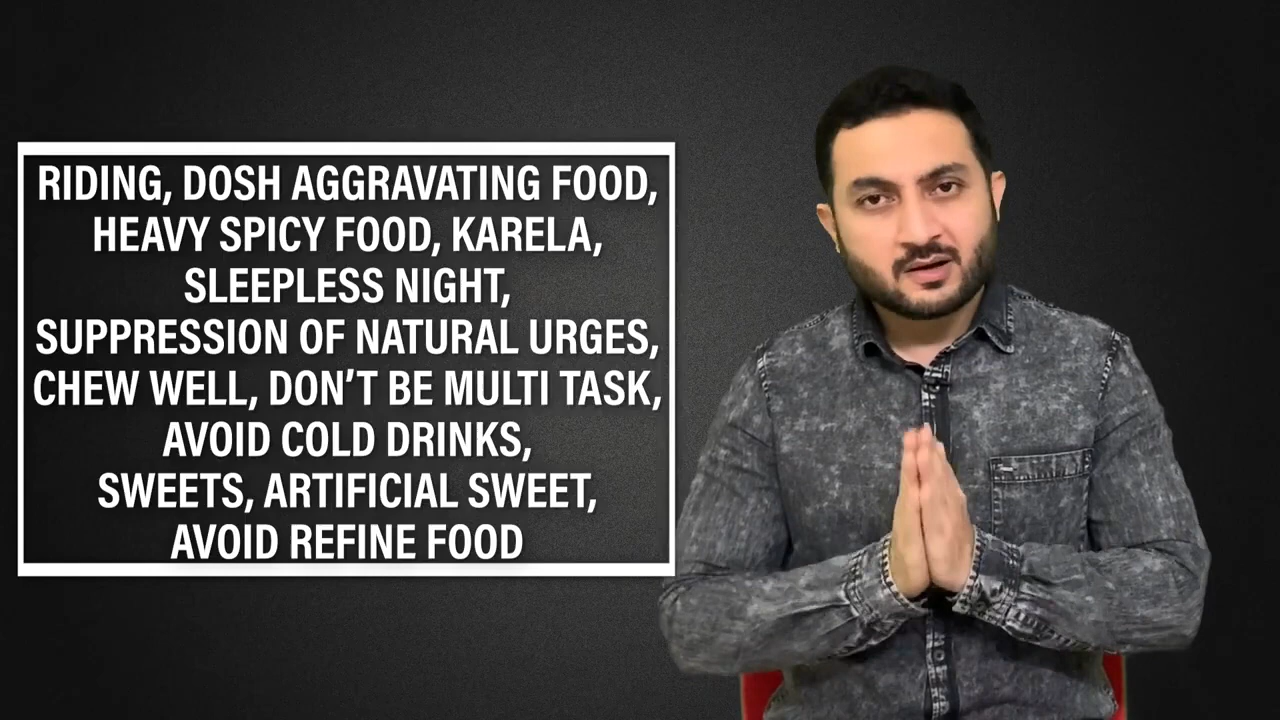 RIDING, DOSH AGGRAVATING FOOD,
HEAVY SPICY FOOD, KARELA,
SLEEPLESS NIGHT,
SUPPRESSION OF NATURAL URGES,
CHEW WELL, DON'T BE MULTI TASK,
AVOID COLD DRINKS,
SWEETS, ARTIFICIAL SWEET,
AVOID REFINE FOOD